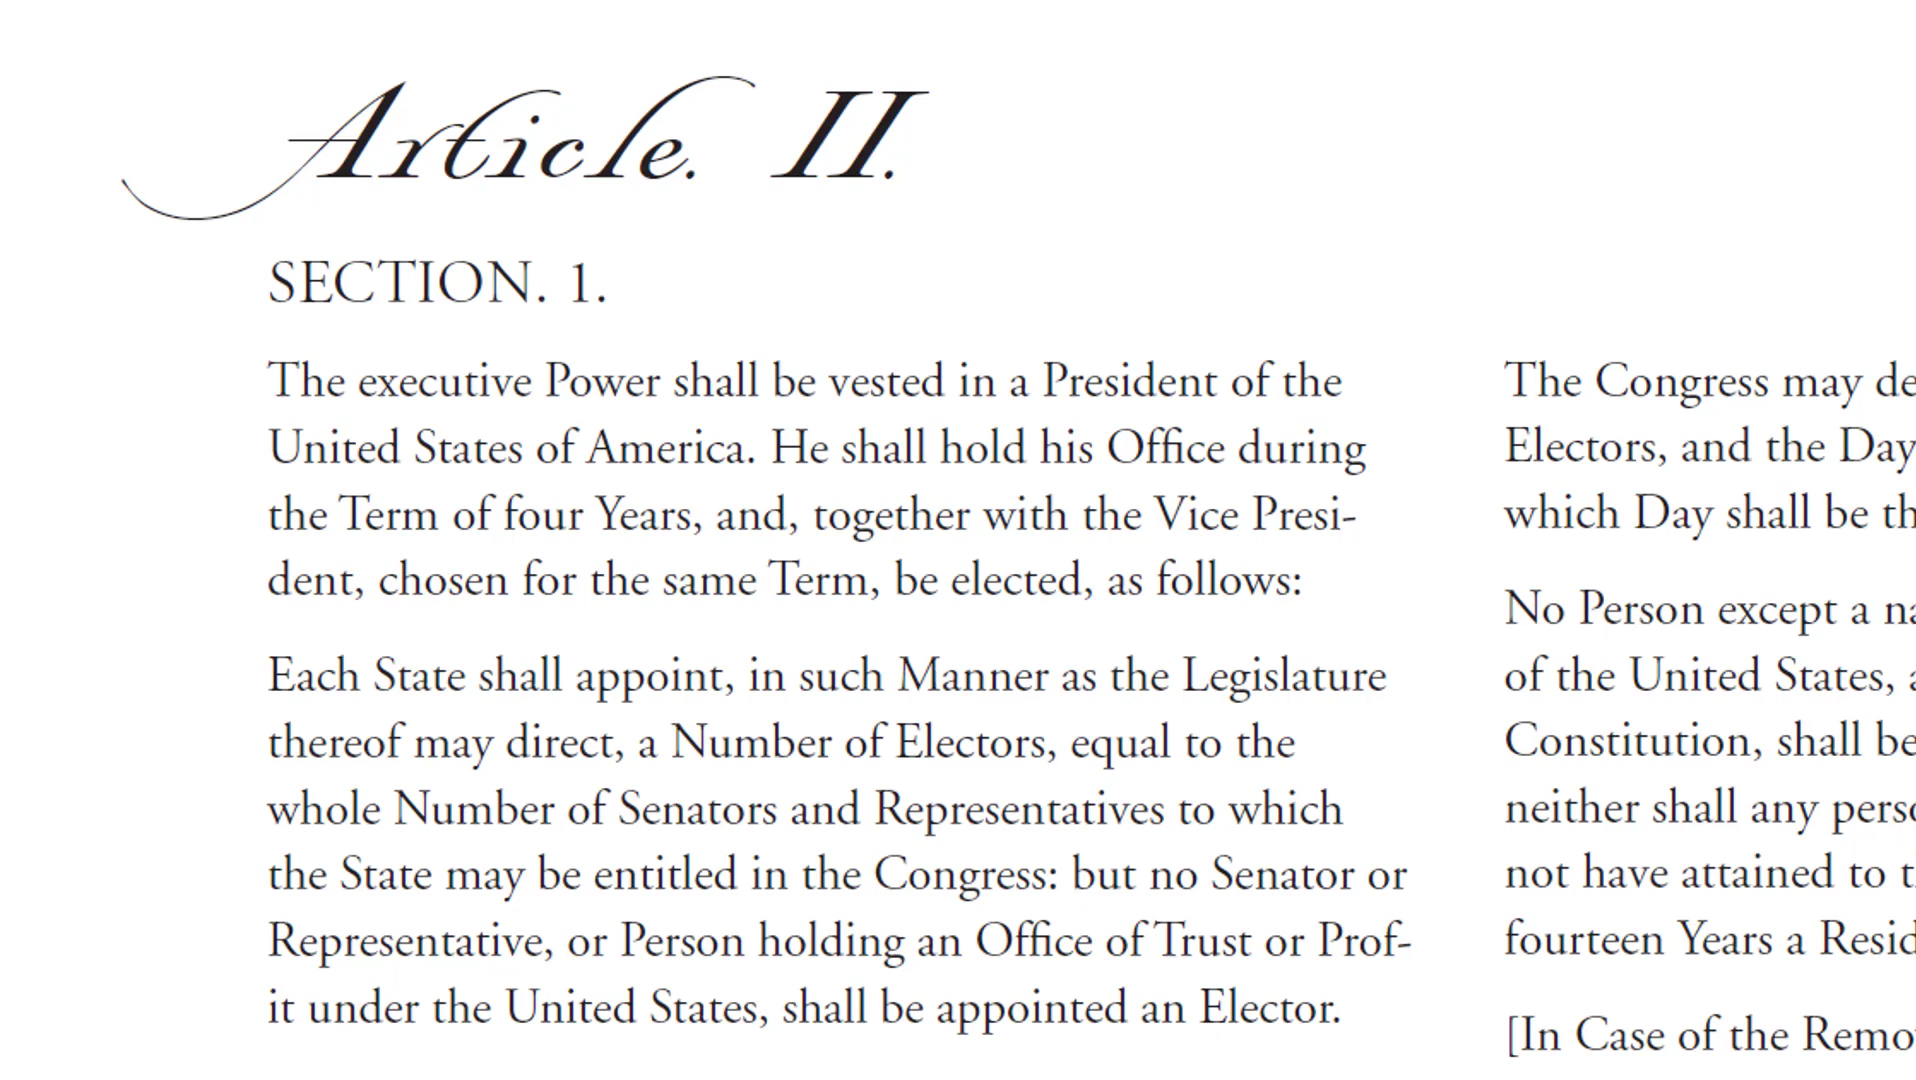 Article. II.
SECTION. 1.
The executive Power shall be vested in a President of the
United States of America. He shall hold his Office during
the Term of four Years, and, together with the Vice Presi-
dent, chosen for the same Term, be elected, as follows:
Each State shall appoint, in such Manner as the Legislature
thereof may direct, a Number of Electors, equal to the
whole Number of Senators and Representatives to which
the State may be entitled in the Congress: but no Senator or
Representative, or Person holding an Office of Trust or Prof-
it under the United States, shall be appointed an Elector.
The Congress may de
Electors, and the Day
which Day shall be th
No Person except a na
of the United States, a
Constitution, shall be
neither shall any perso
not have attained to t
fourteen Years a Resid
[In Case of the Remo